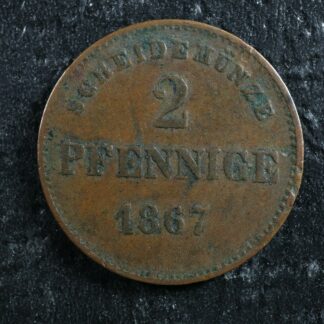 SCHEIDEMÜNZE
2
PFENNIGE
1867